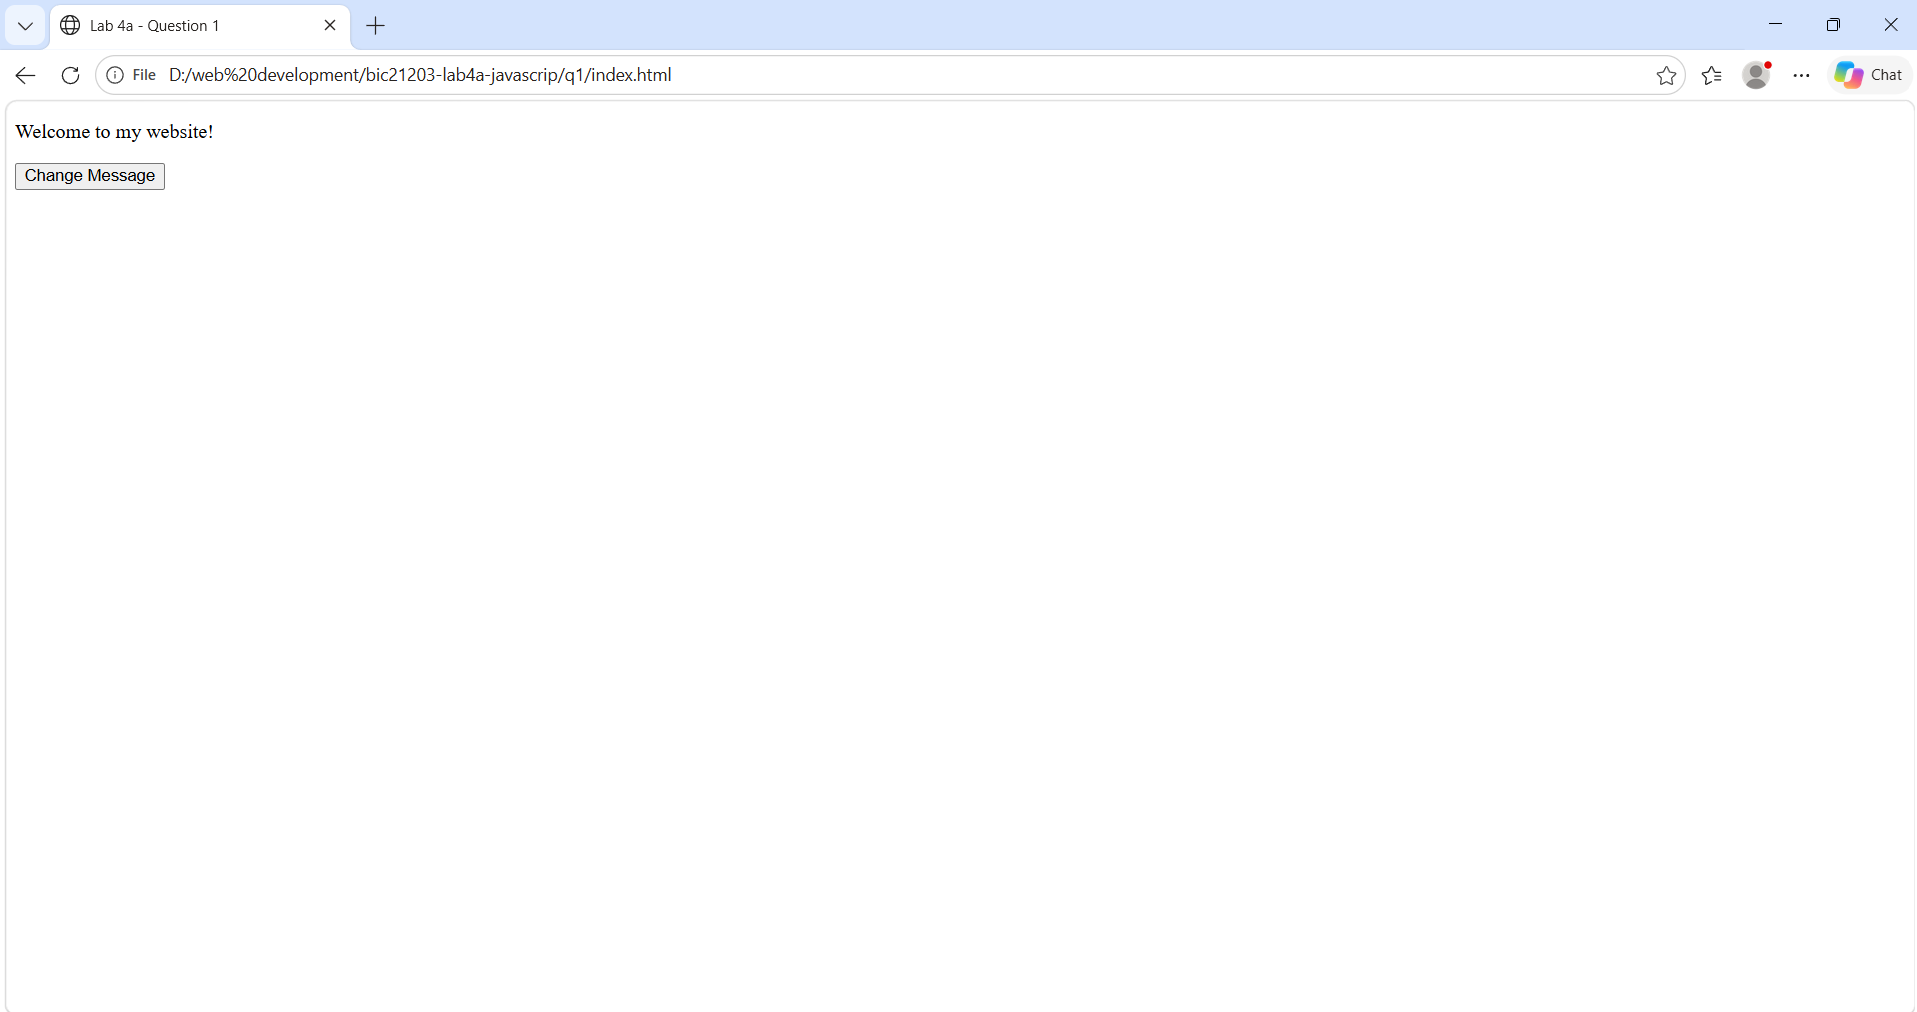 Lab 4a - Question 1
File D:/web%20development/bic21203-lab4a-javascrip/q1/index.html
Chat
Welcome to my website!
Change Message